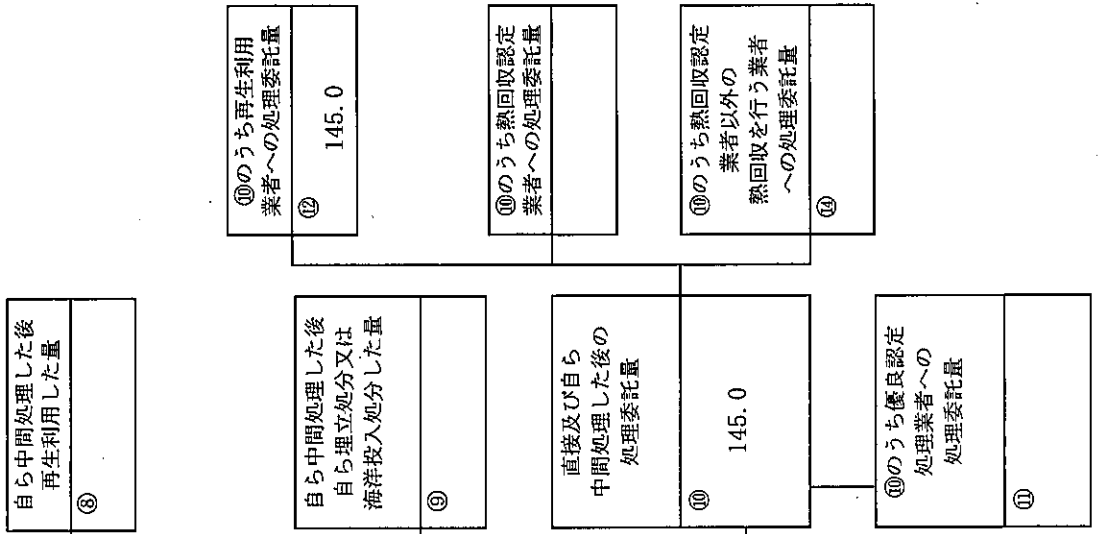 自ら中間処理した後
再生利用した量
⑧
自ら中間処理した後
自ら埋立処分又は
海洋投入処分した量
⑨
直接及び自ら
中間処理した後の
処理委託量
⑩
145.0
⑩のうち優良認定
処理業者への
処理委託量
⑪
⑩のうち再生利用
業者への処理委託量
⑫
145.0
⑩のうち熱回収認定
業者への処理委託量
⑩のうち熱回収認定
業者以外の
熱回収を行う業者
への処理委託量
⑭